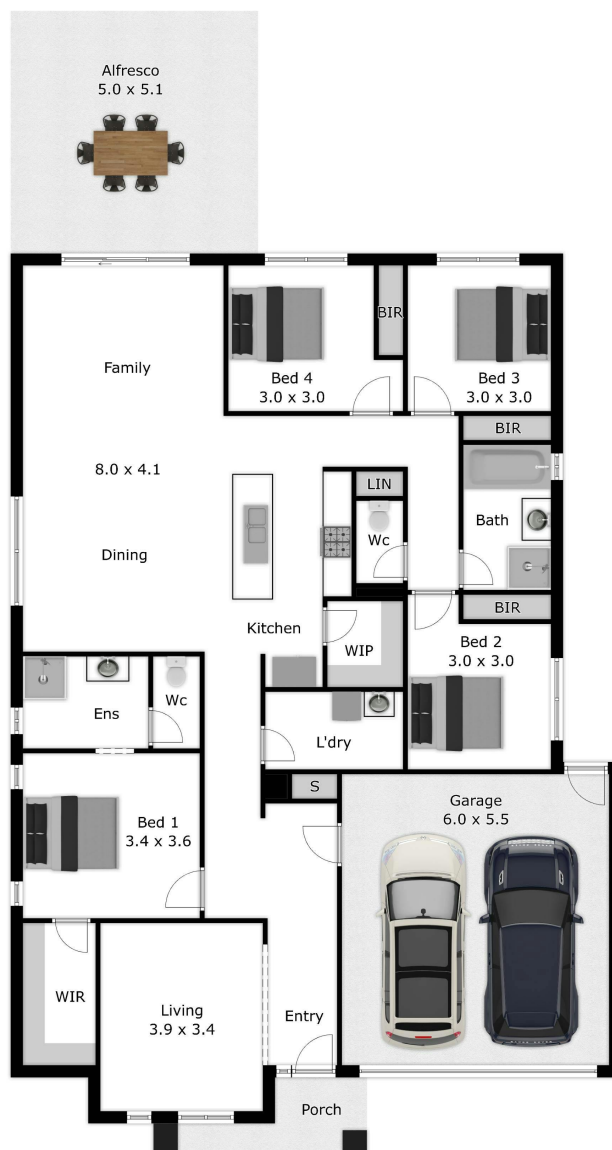 Alfresco
5.0 x 5.1
Family
Bed 4
3.0 x 3.0
BIR
Bed 3
3.0 x 3.0
BIR
8.0 x 4.1
LIN
Wc
Bath
Dining
Kitchen
WIP
BIR
Bed 2
3.0 x 3.0
Ens
Wc
L'dry
S
Garage
6.0 x 5.5
Bed 1
3.4 x 3.6
WIR
Living
3.9 x 3.4
Entry
Porch